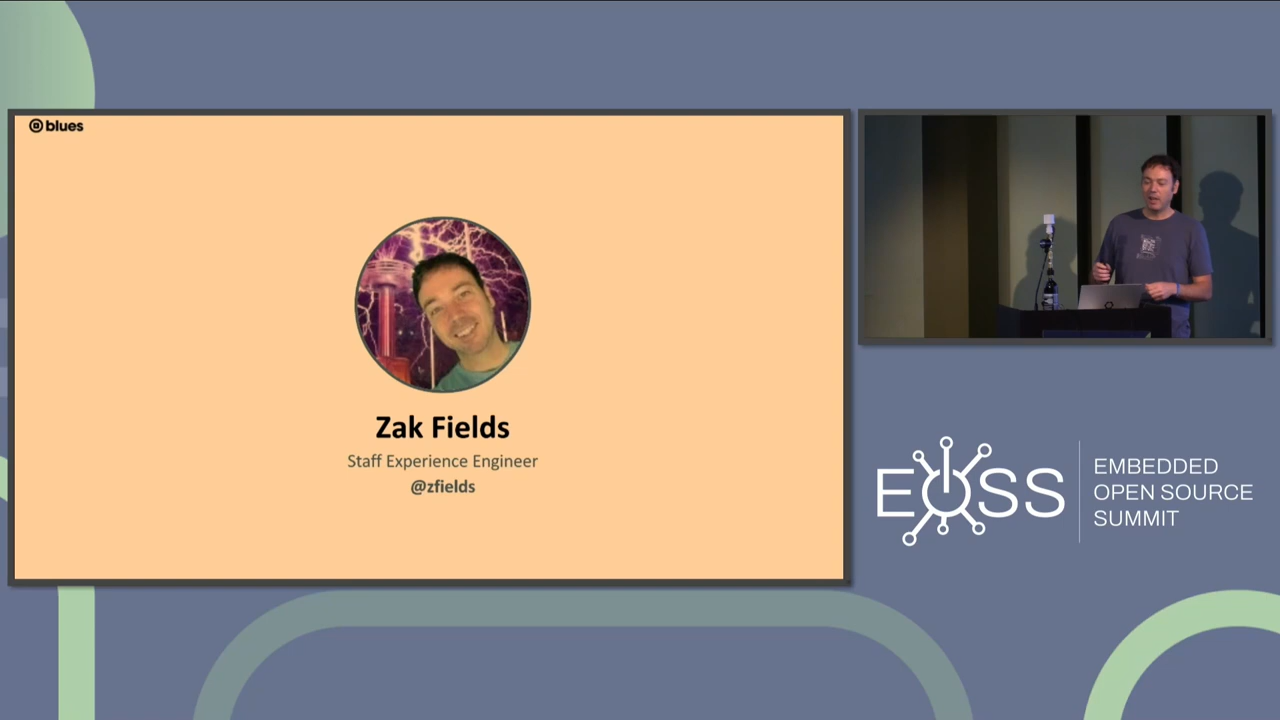 blues
Zak Fields
Staff Experience Engineer
@zfields
EOSS
EMBEDDED
OPEN SOURCE
SUMMIT